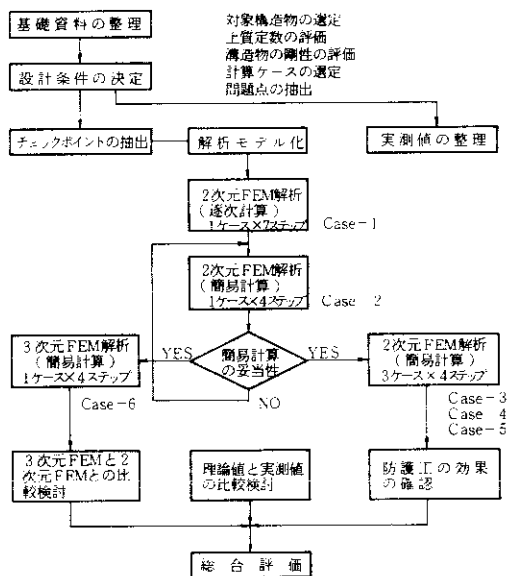 基礎資料の整理
対象構造物の選定
土質定数の評価
構造物の剛性の評価
計算ケースの選定
問題点の抽出
設計条件の決定
チェックポイントの抽出
解析モデル化
実測値の整理
2次元FEM解析
(逐次計算)
1ケース×7ステップ
Case-1
2次元FEM解析
(簡易計算)
1ケース×4ステップ
Case-2
3次元FEM解析
(簡易計算)
1ケース×4ステップ
YES
簡易計算
の妥当性
YES
2次元FEM解析
(簡易計算)
3ケース×4ステップ
Case-6
NO
Case-3
Case 4
Case-5
3次元FEMと2
次元FEMとの比
較検討
理論値と実測値
の比較検討
防護工の効果
の確認
総合評価